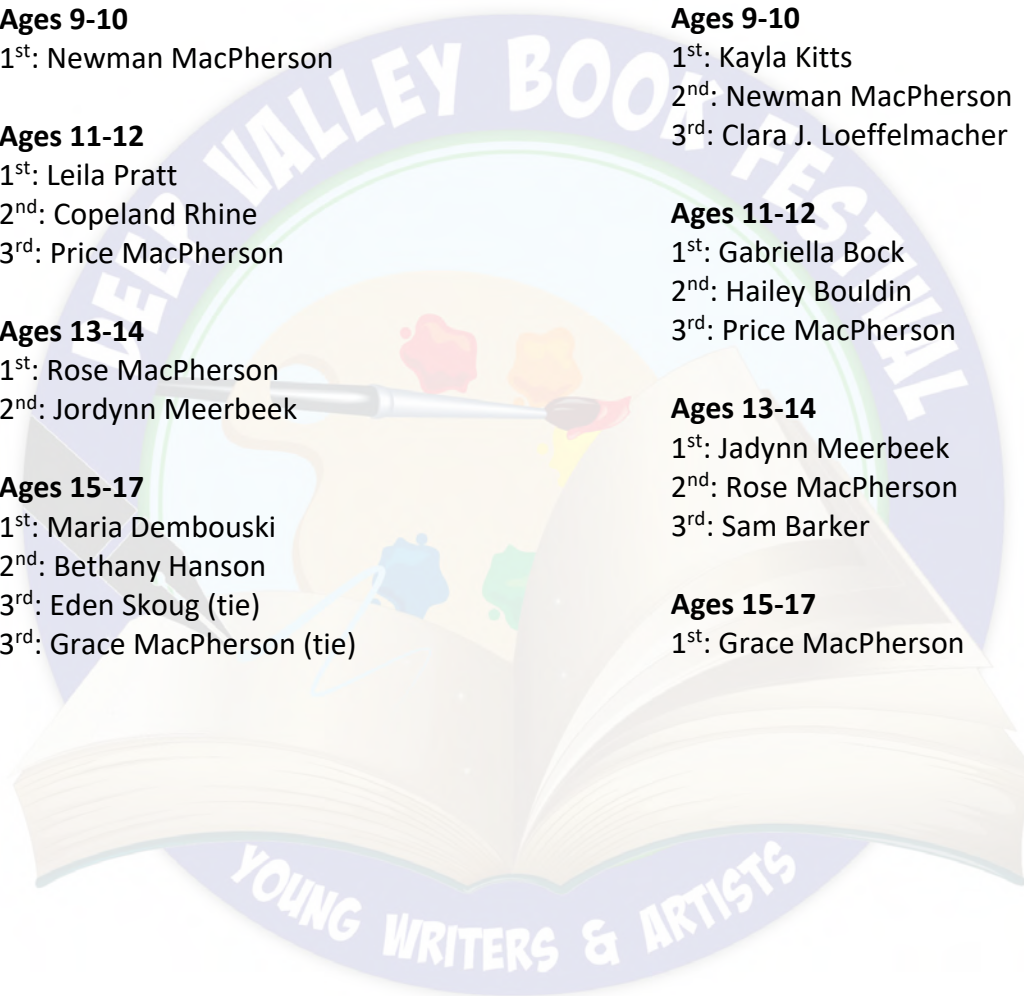 Ages 9-10
1st: Newman MacPherson
Ages 11-12
1st: Leila Pratt
2nd: Copeland Rhine
3rd: Price MacPherson
Ages 13-14
1st: Rose MacPherson
2nd: Jordynn Meerbeek
Ages 15-17
1st: Maria Dembouski
2nd: Bethany Hanson
3rd: Eden Skoug (tie)
3rd: Grace MacPherson (tie)
Ages 9-10
1st: Kayla Kitts
2nd: Newman MacPherson
3rd: Clara J. Loeffelmacher
Ages 11-12
1st: Gabriella Bock
2nd: Hailey Bouldin
3rd: Price MacPherson
Ages 13-14
1st: Jadynn Meerbeek
2nd: Rose MacPherson
3rd: Sam Barker
Ages 15-17
1st: Grace MacPherson
DEEP VALLEY BOOK FESTIVAL
YOUNG WRITERS & ARTISTS